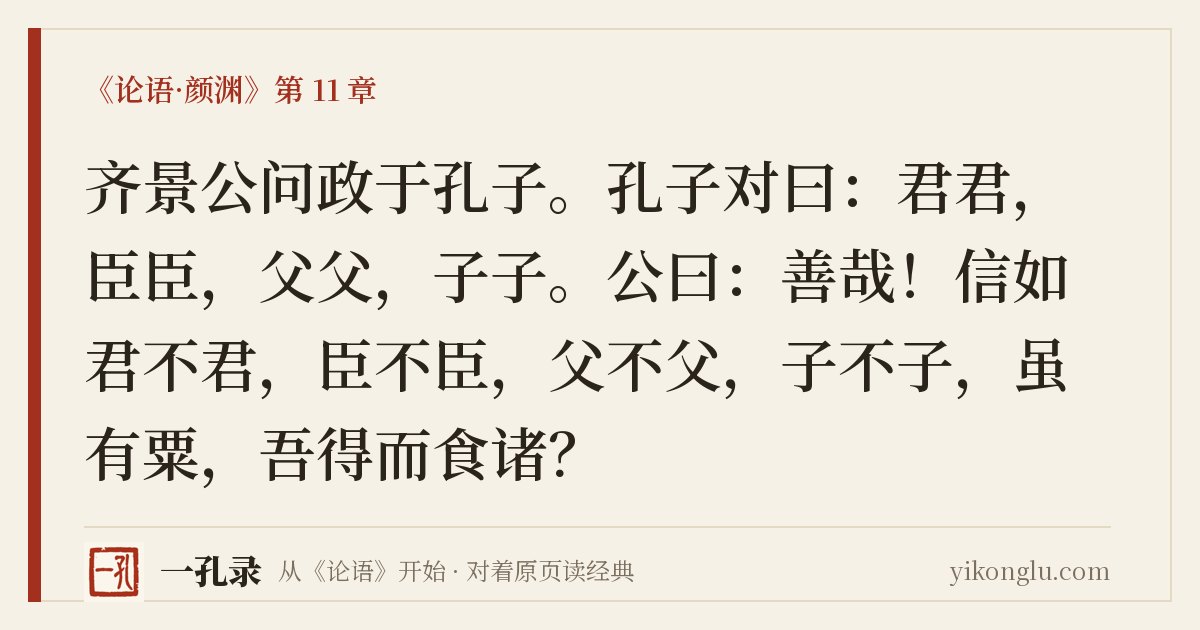 《论语·颜渊》第 11 章
齐景公问政于孔子。孔子对曰：君君，
臣臣，父父，子子。公曰：善哉！信如
君不君，臣不臣，父不父，子不子，虽
有粟，吾得而食诸？
一孔 一孔录 从《论语》开始 · 对着原页读经典 yikonglu.com